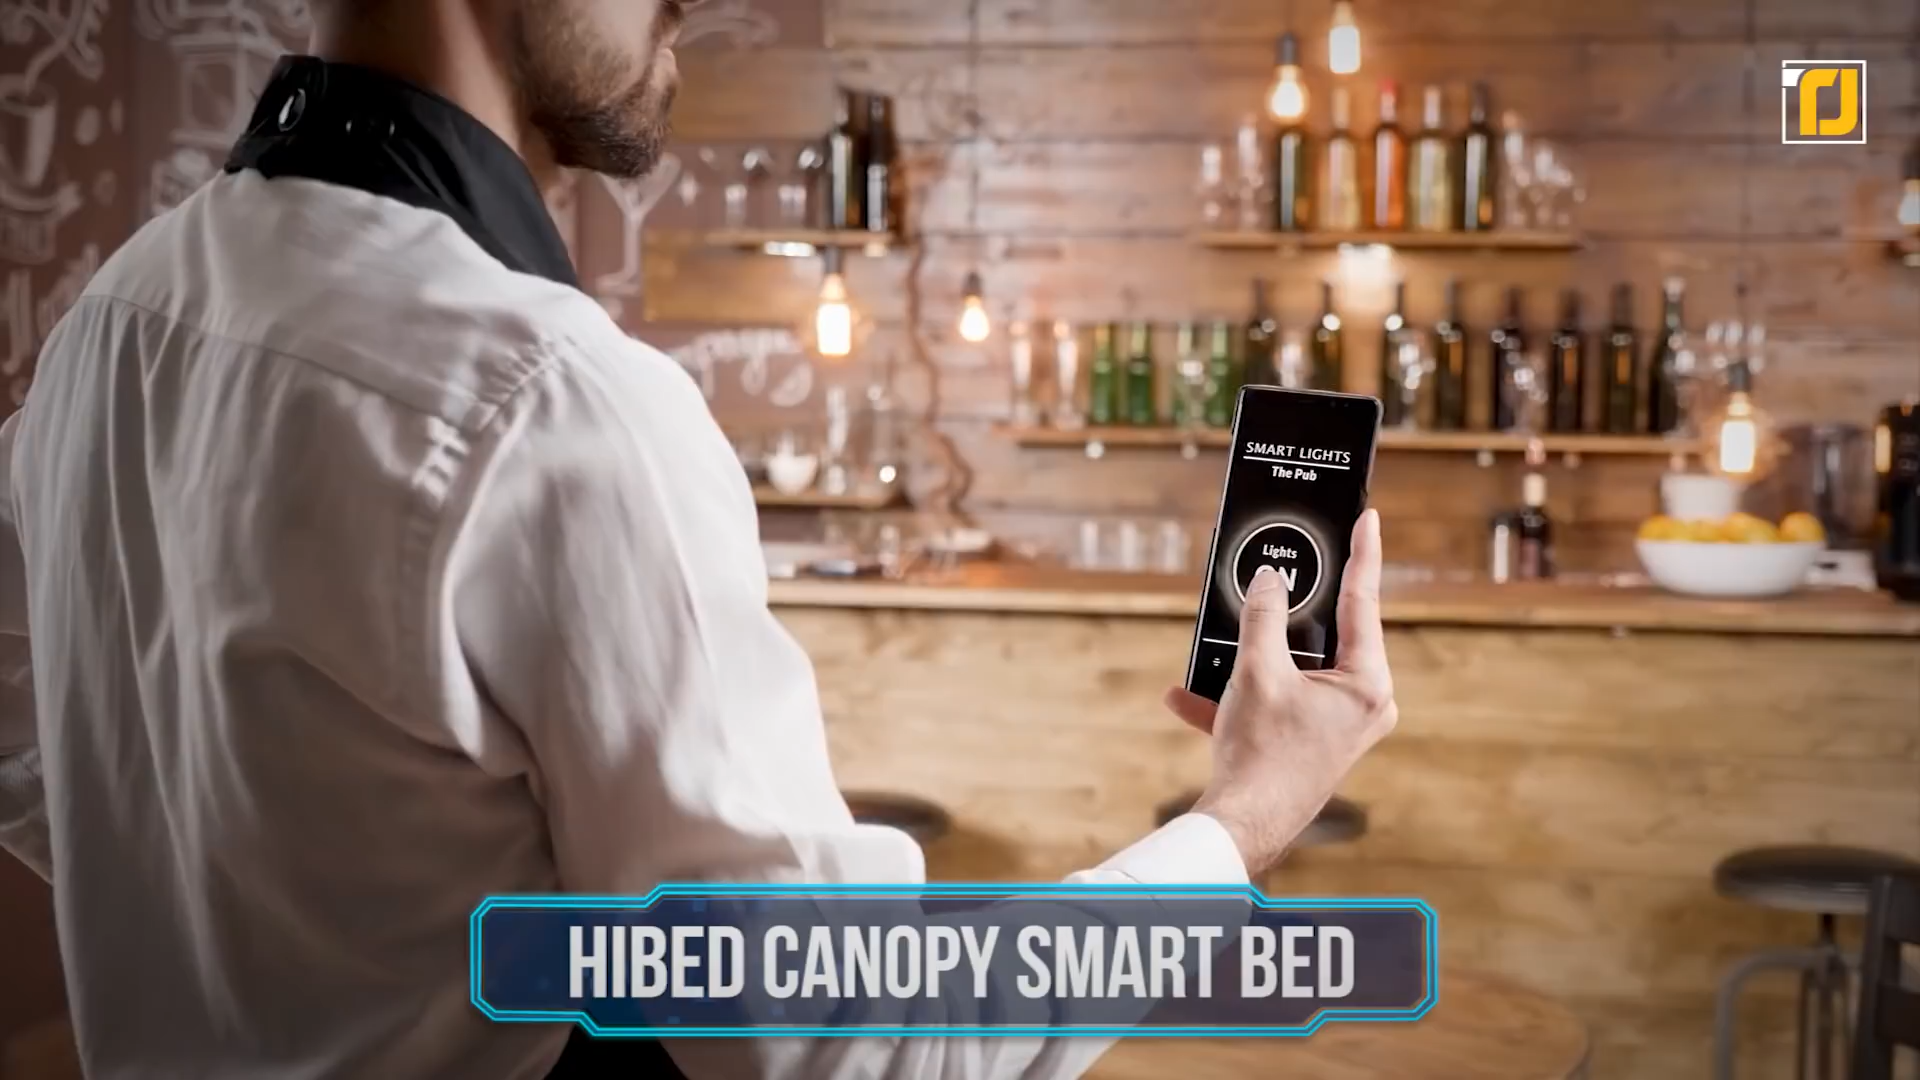 SMART LIGHTS
The Pub
Lights
ON
HIBED CANOPY SMART BED